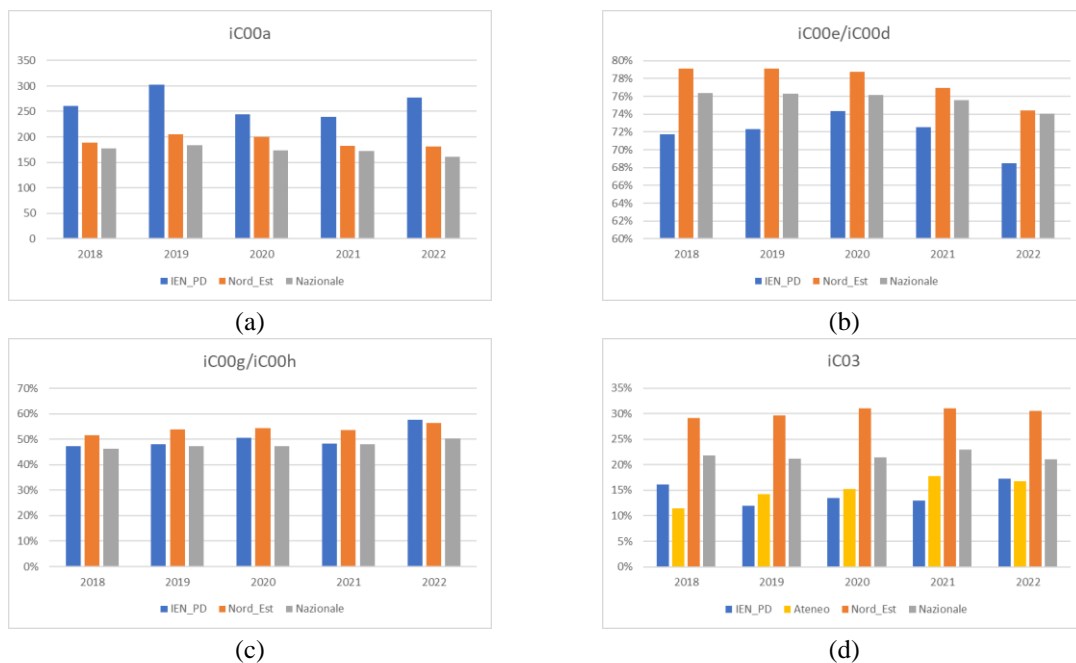 iC00a
350
300
250
200
150
100
50
0
2018 2019 2020 2021 2022
IEN_PD Nord_Est Nazionale
(a)
iC00e/iC00d
80%
78%
76%
74%
72%
70%
68%
66%
64%
62%
60%
2018 2019 2020 2021 2022
IEN_PD Nord_Est Nazionale
(b)
iC00g/iC00h
70%
60%
50%
40%
30%
20%
10%
0%
2018 2019 2020 2021 2022
IEN_PD Nord_Est Nazionale
(c)
iC03
35%
30%
25%
20%
15%
10%
5%
0%
2018 2019 2020 2021 2022
IEN_PD Ateneo Nord_Est Nazionale
(d)